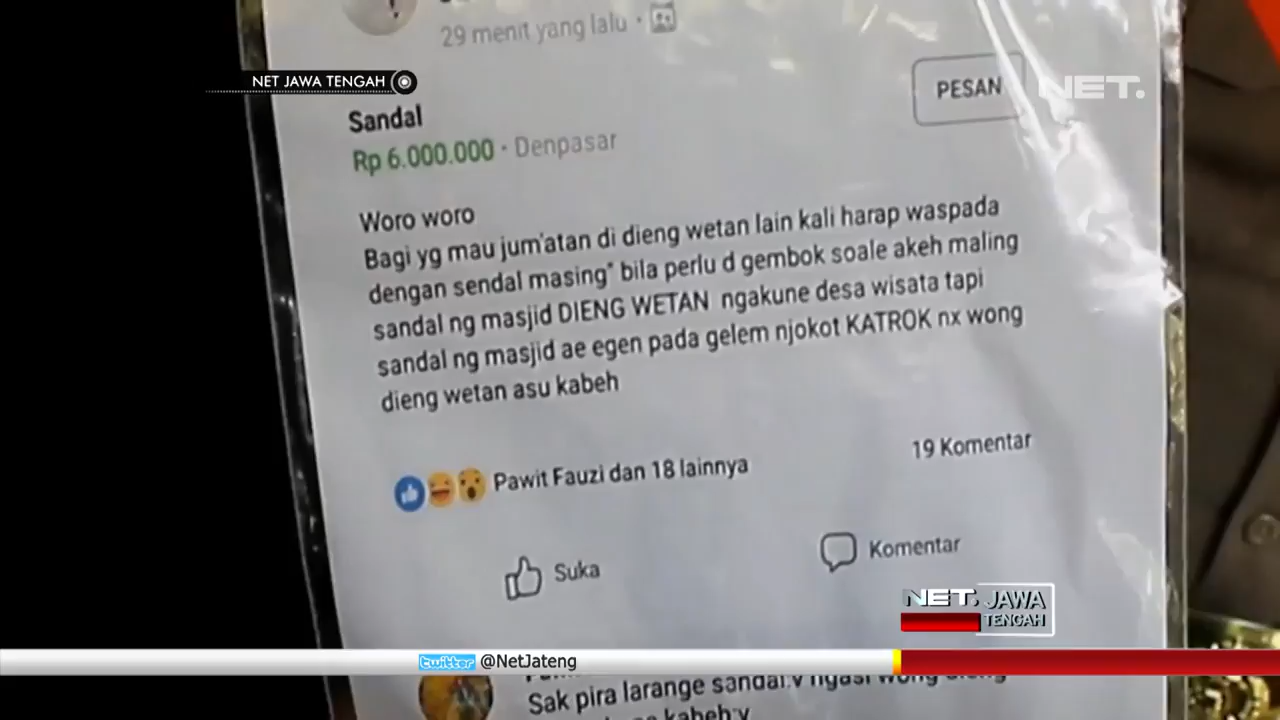 29 menit yang lalu ·
NET JAWA TENGAH
PESAN
NET.
Sandal
Rp 6.000.000 · Denpasar
Woro woro
Bagi yg mau jum'atan di dieng wetan lain kali harap waspada
dengan sendal masing" bila perlu d gembok soale akeh maling
sandal ng masjid DIENG WETAN ngakune desa wisata tapi
sandal ng masjid ae egen pada gelem njokot KATROK nx wong
dieng wetan asu kabeh
19 Komentar
Pawit Fauzi dan 18 lainnya
Suka
Komentar
NET. JAWA
TENGAH
twitter @NetJateng
Sak pira larange sandal:v ngasi wong
kabeh:v